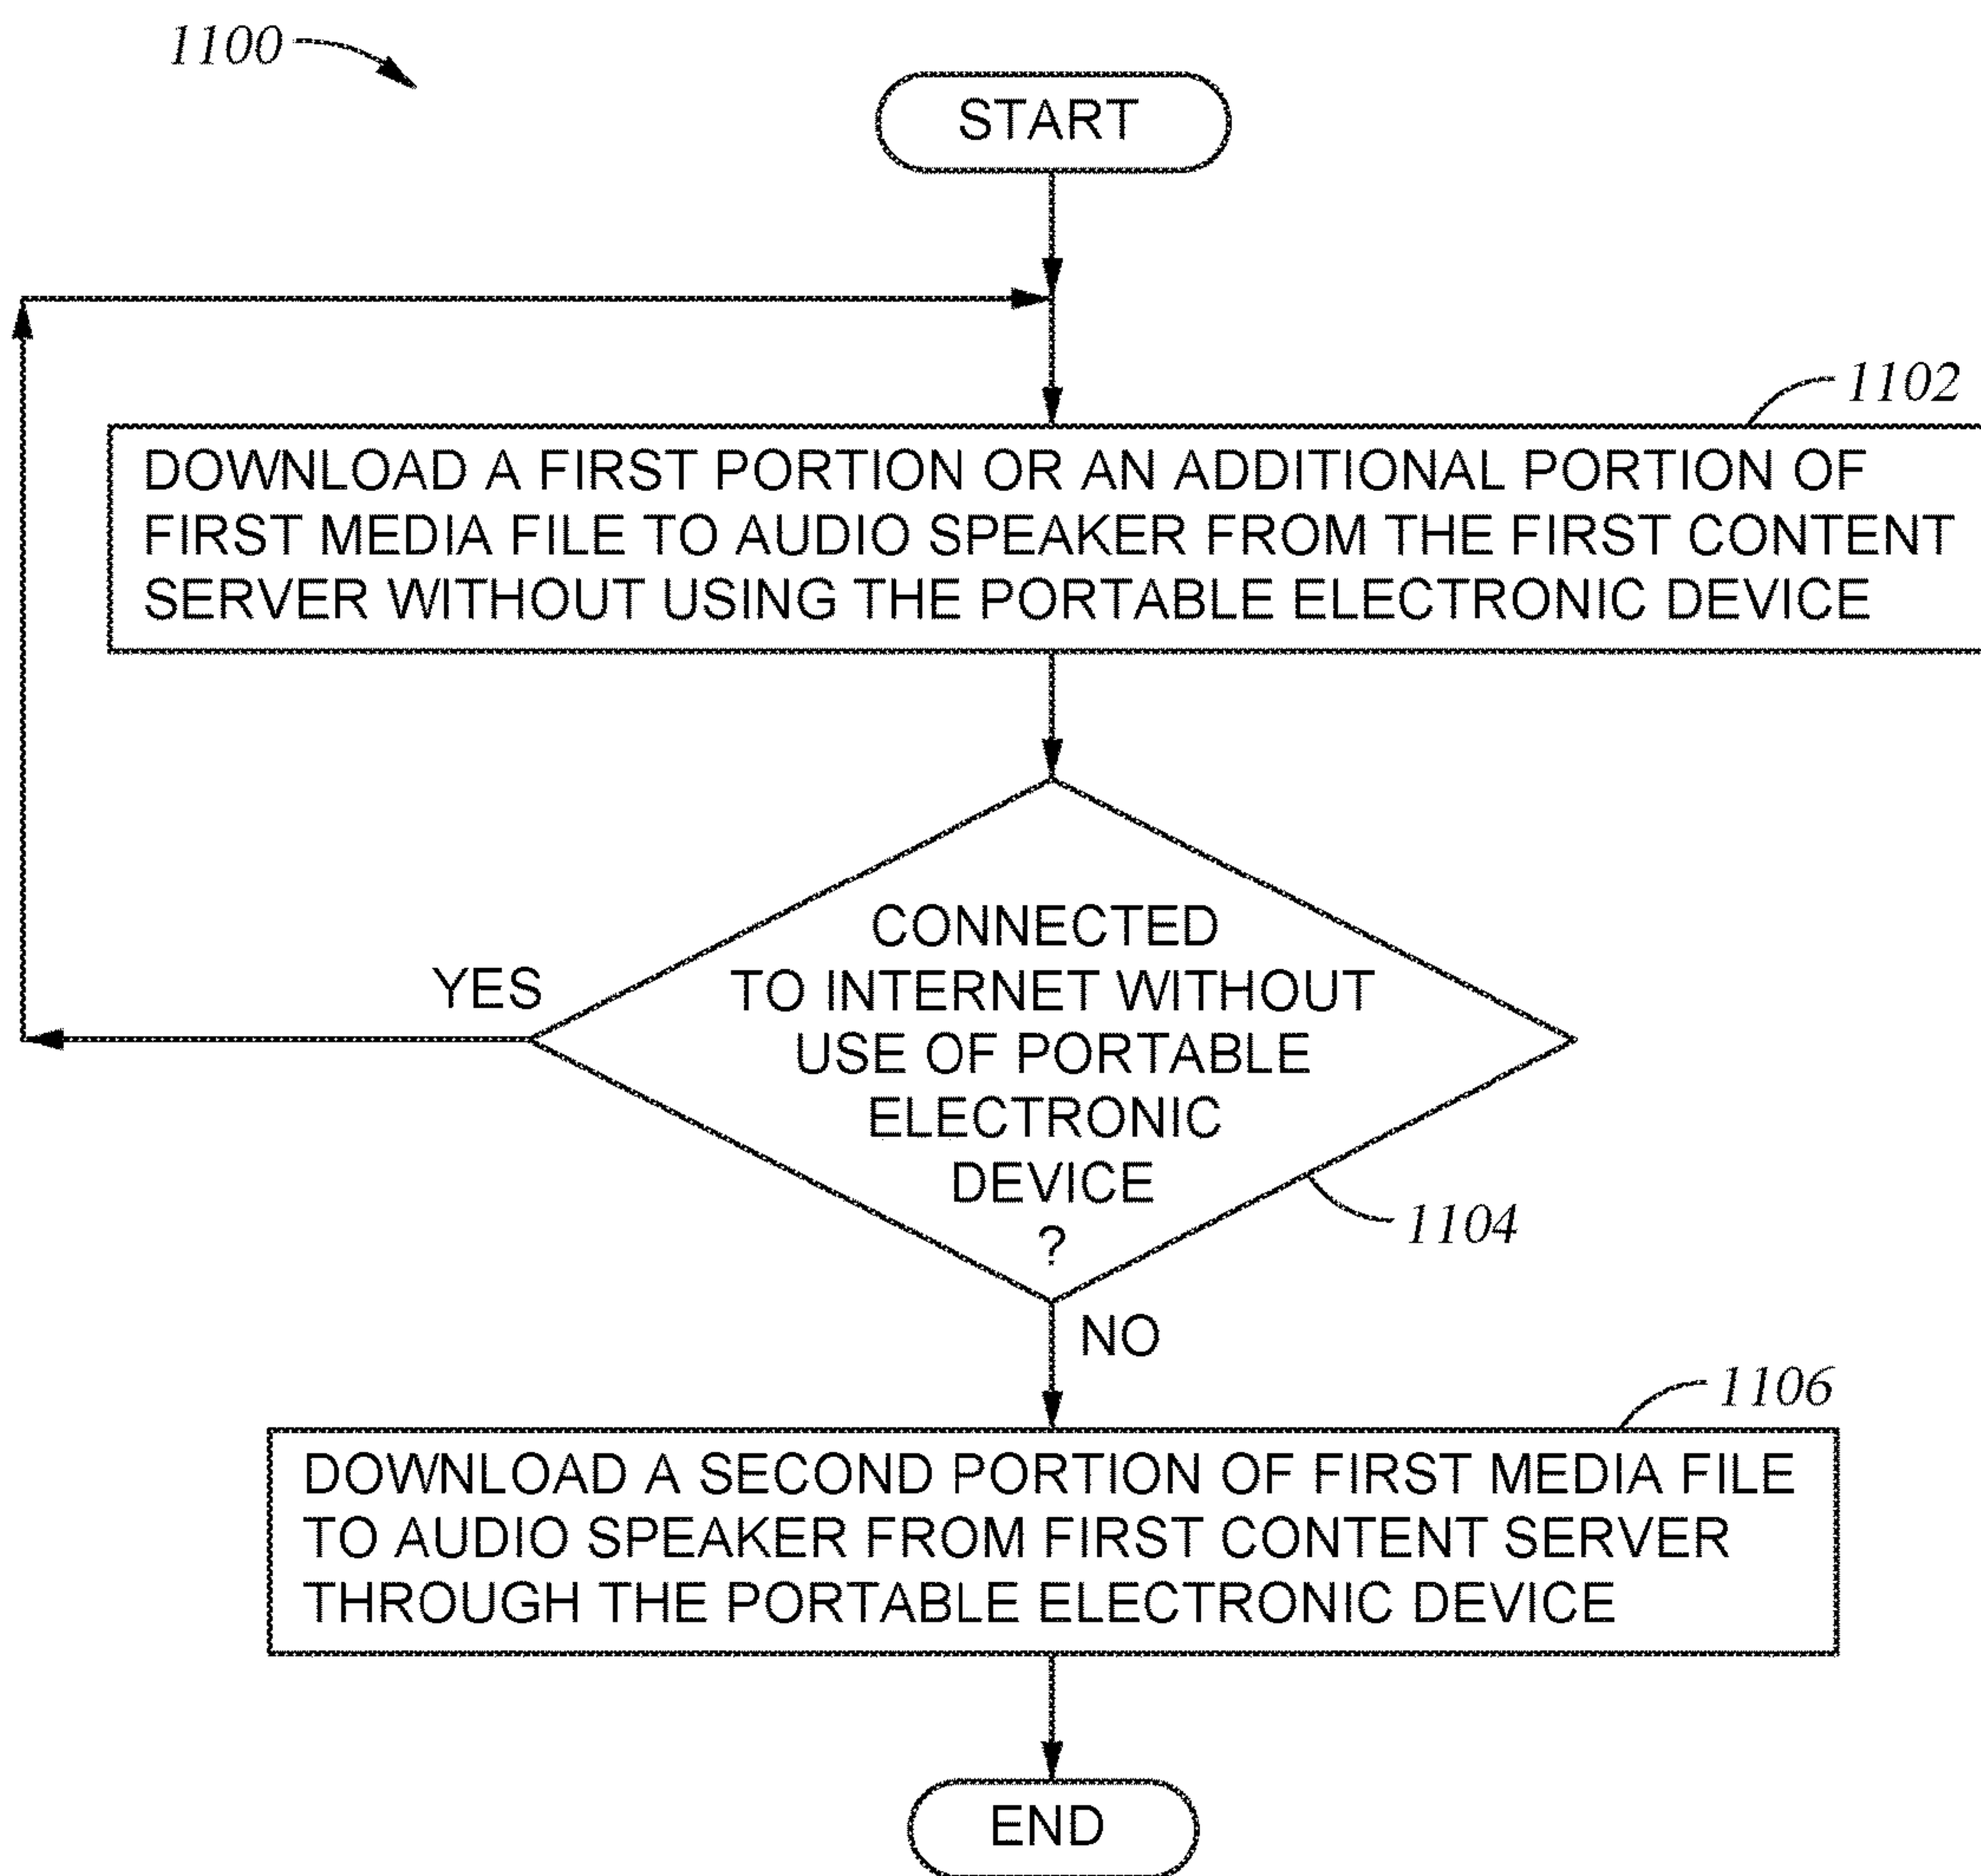 1100
START
1102
DOWNLOAD A FIRST PORTION OR AN ADDITIONAL PORTION OF
FIRST MEDIA FILE TO AUDIO SPEAKER FROM THE FIRST CONTENT
SERVER WITHOUT USING THE PORTABLE ELECTRONIC DEVICE
CONNECTED
TO INTERNET WITHOUT
USE OF PORTABLE
ELECTRONIC
DEVICE
?
YES
1104
NO
1106
DOWNLOAD A SECOND PORTION OF FIRST MEDIA FILE
TO AUDIO SPEAKER FROM FIRST CONTENT SERVER
THROUGH THE PORTABLE ELECTRONIC DEVICE
END